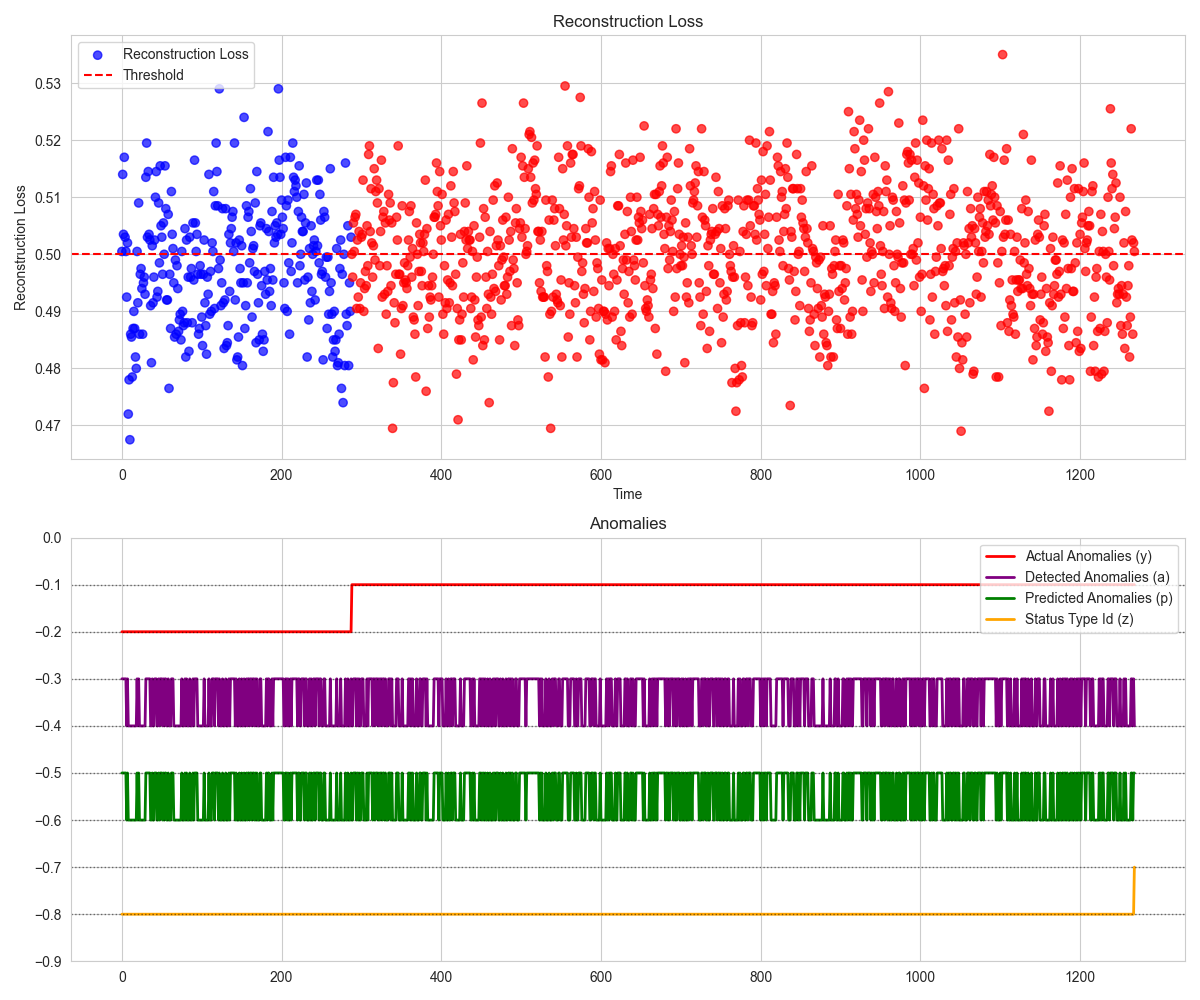 Reconstruction Loss
Reconstruction Loss
Threshold
Reconstruction Loss
0.53
0.52
0.51
0.50
0.49
0.48
0.47
0 200 400 600 800 1000 1200
Time
Anomalies
Actual Anomalies (y)
Detected Anomalies (a)
Predicted Anomalies (p)
Status Type Id (z)
0.0
−0.1
−0.2
−0.3
−0.4
−0.5
−0.6
−0.7
−0.8
−0.9
0 200 400 600 800 1000 1200